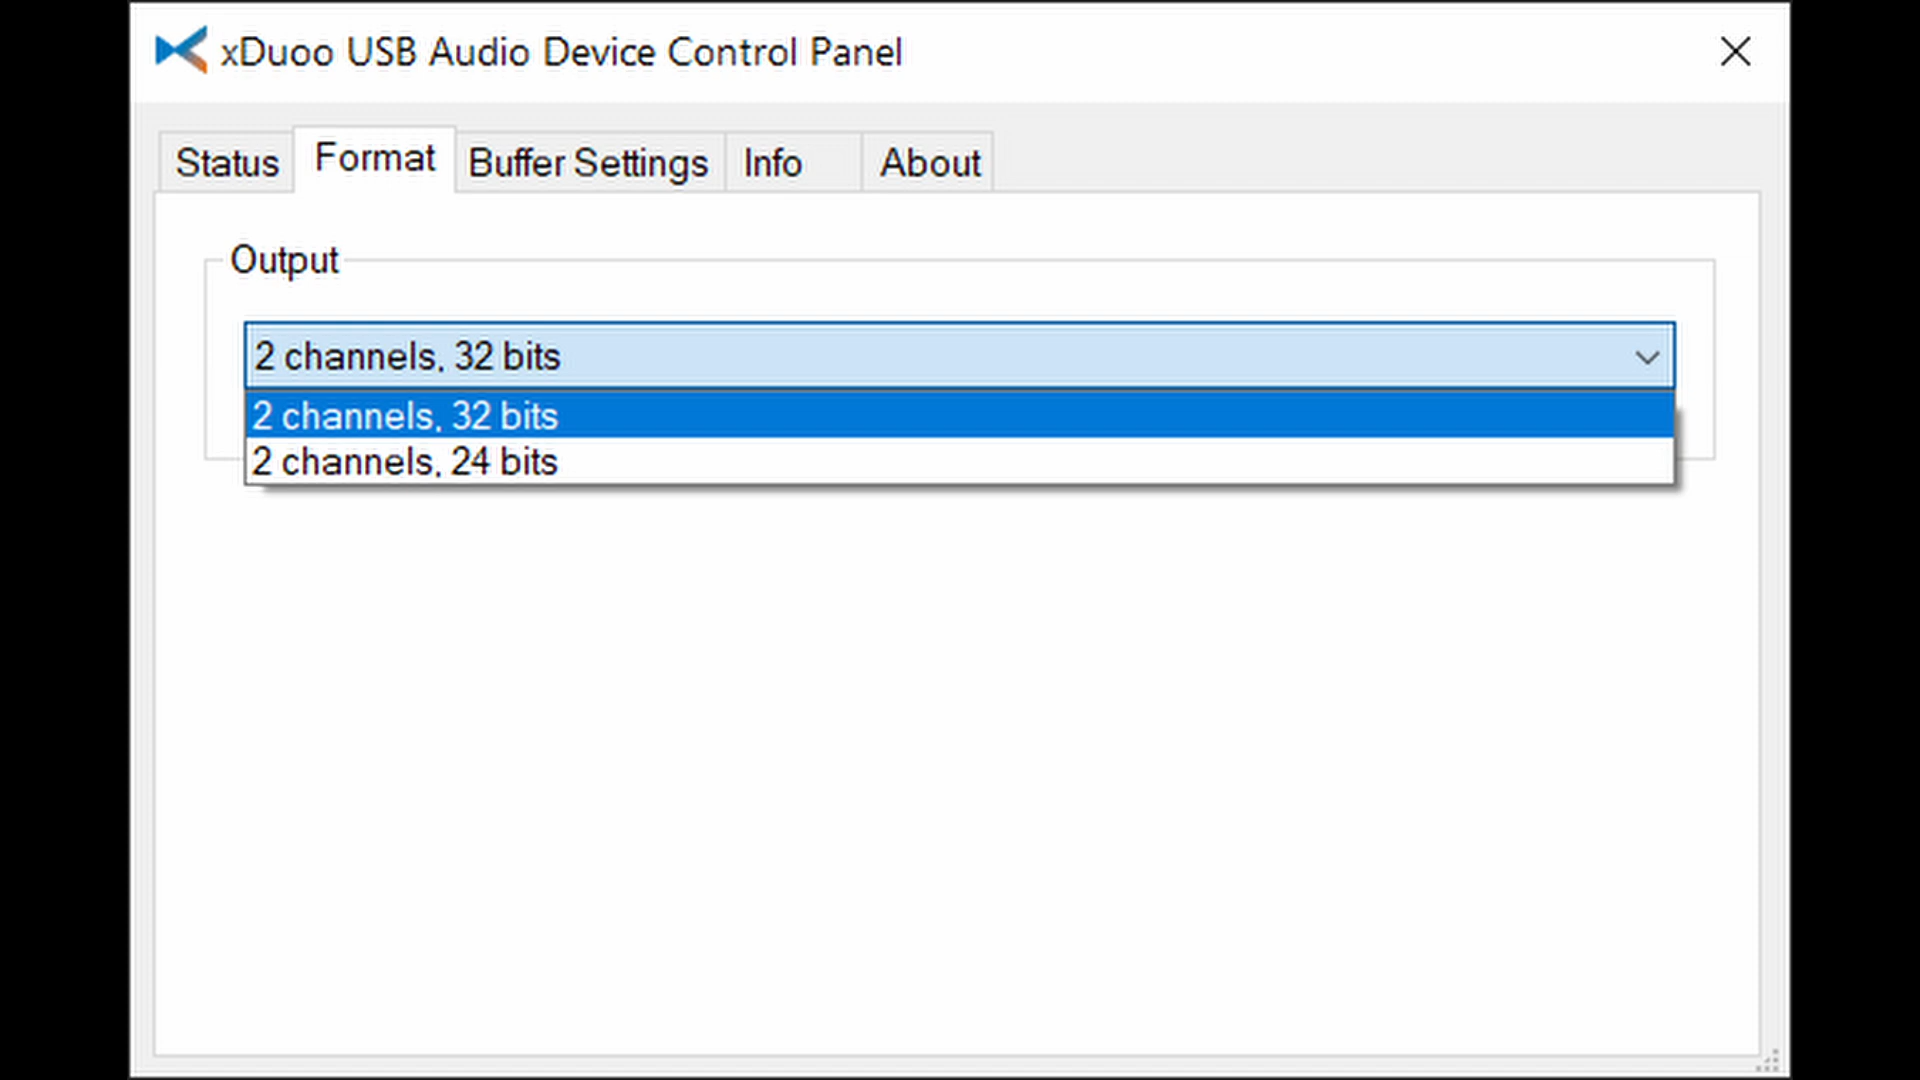 xDuoo USB Audio Device Control Panel
Status Format Buffer Settings Info About
Output
2 channels, 32 bits
2 channels, 32 bits
2 channels, 24 bits